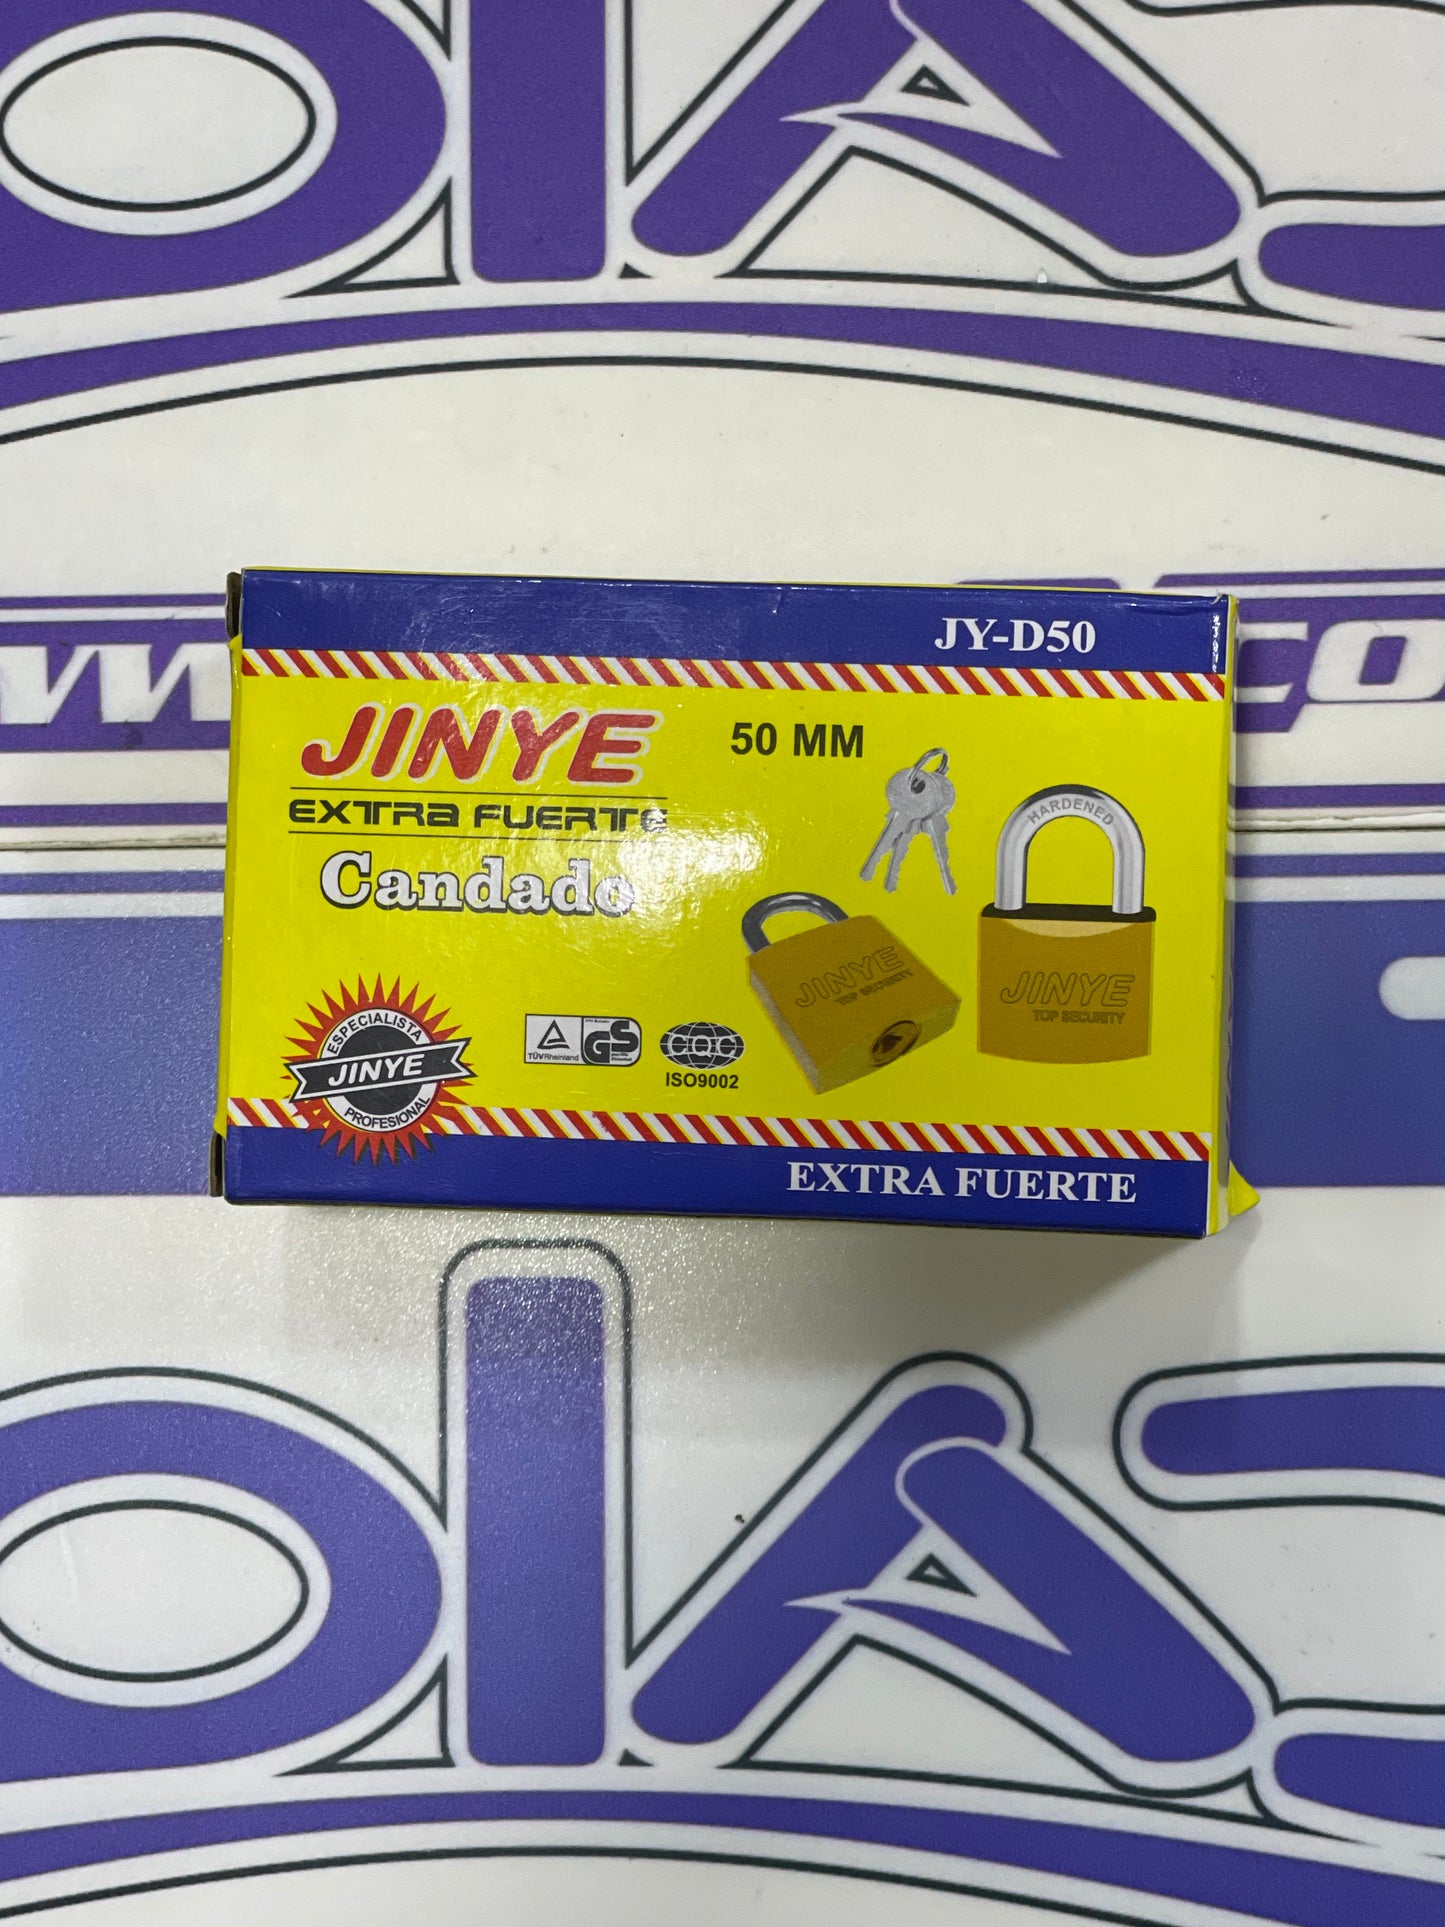 JY-D50
JINYE
50 MM
EXTRA FUERTE
Candado
HARDENED
JINYE
TOP SECURITY
JINYE
TOP SECURITY
ESPECIALISTA
JINYE
PROFESIONAL
TÜVRheinland
GS
CQC
ISO9002
EXTRA FUERTE